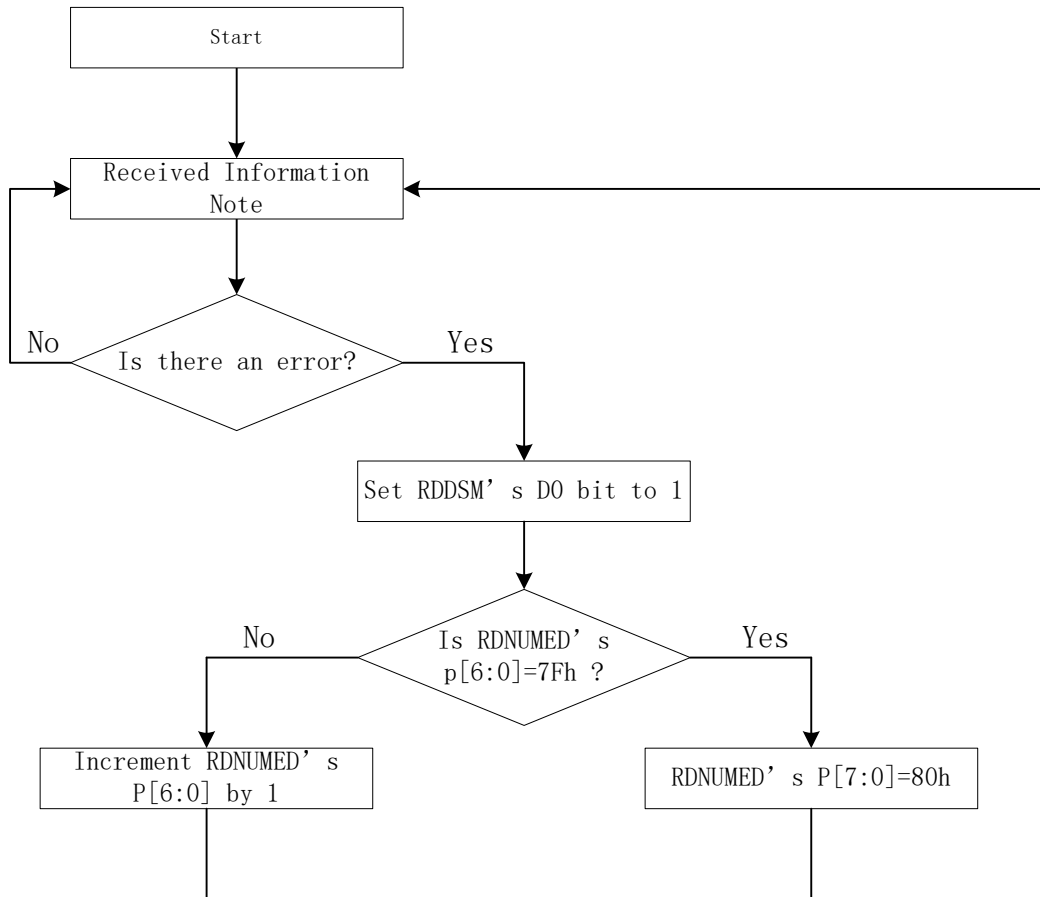 Start
Received Information
Note
No
Is there an error?
Yes
Set RDDSM’s D0 bit to 1
No
Is RDNUMED’s
p[6:0]=7Fh ?
Yes
Increment RDNUMED’s
P[6:0] by 1
RDNUMED’s P[7:0]=80h